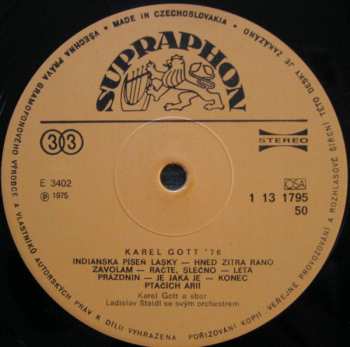 • MADE IN CZECHOSLOVAKIA •
VŠECHNA PRÁVA GRAMOFONOVÉHO VÝROBCE A VLASTNÍKŮ AUTORSKÝCH PRÁV K DÍLU VYHRAZENA POŘIZOVÁNÍ KOPIÍ VEŘEJNÉ PROVOZOVÁNÍ A ROZHLASOVÉ ŠÍŘENÍ TÉTO DESKY JE ZAKÁZÁNO
SUPRAPHON
33
STEREO
E 3402
Ⓟ 1975
OSA
1 13 1795
50
KAREL GOTT '76
INDIÁNSKÁ PÍSEŇ LÁSKY — HNED ZÍTRA RÁNO
ZAVOLÁM — RAČTE, SLEČNO — LÉTA
PRÁZDNIN — JE JAKÁ JE — KONEC
PTAČÍCH ÁRIÍ
Karel Gott a sbor
Ladislav Štaidl se svým orchestrem